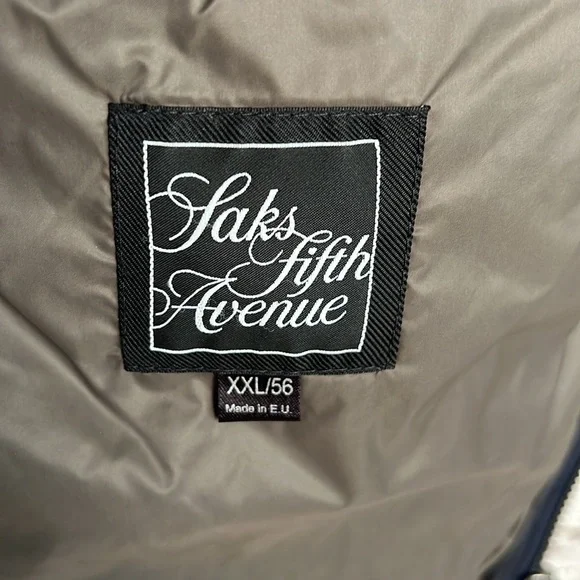 Saks
fifth
Avenue
XXL/56
Made in E.U.